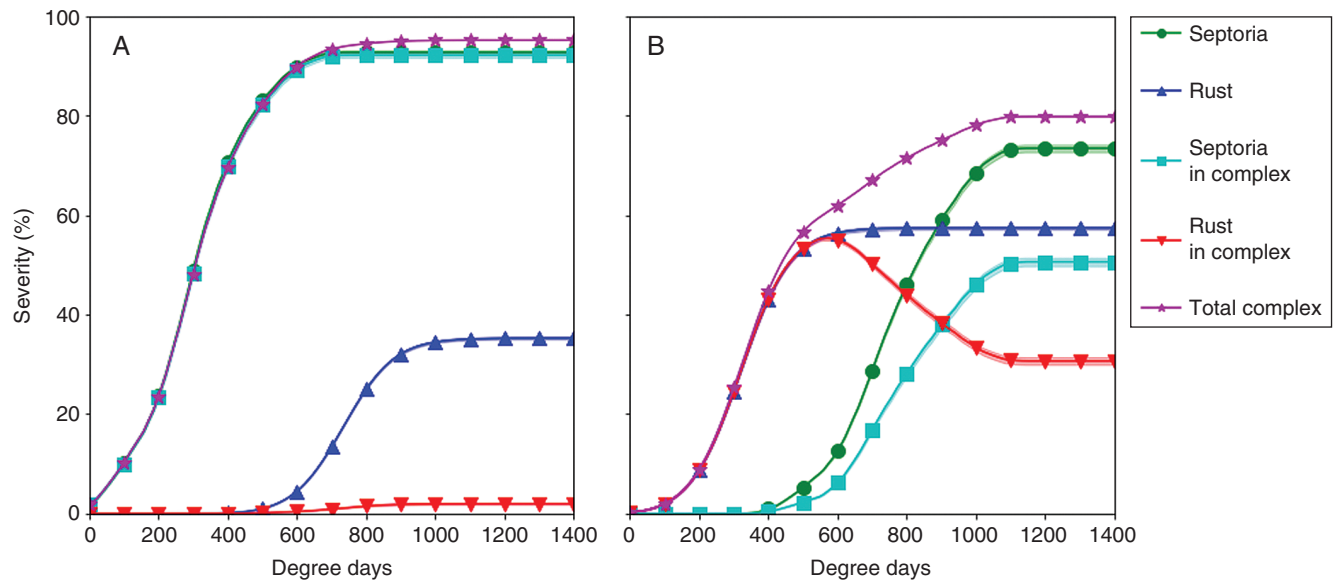 100
80
60
40
20
0
Severity (%)
A
0 200 400 600 800 1000 1200 1400
Degree days
B
0 200 400 600 800 1000 1200 1400
Degree days
Septoria
Rust
Septoria
in complex
Rust
in complex
Total complex